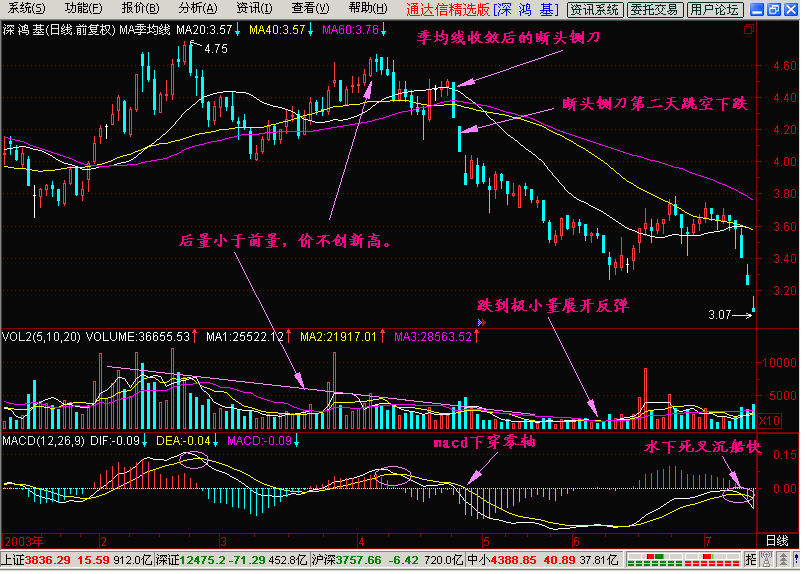 系统(S) 功能(F) 报价(B) 分析(A) 资讯(I) 查看(V) 帮助(H) 通达信精选版[深 鸿 基] 资讯系统 委托交易 用户论坛
深 鸿 基(日线.前复权) MA季均线 MA20:3.57↓ MA40:3.57↓ MA60:3.76↓
季均线收敛后的断头铡刀
4.75
4.60
断头铡刀第二天跳空下跌
4.40
4.20
4.00
3.80
3.60
后量小于前量，价不创新高。
3.40
3.20
跌到极小量展开反弹
3.07→
VOL2(5,10,20) VOLUME:36655.53↑ MA1:25522.12↑ MA2:21917.01↑ MA3:28563.52↑
10000
5000
X10
MACD(12,26,9) DIF:-0.09↓ DEA:-0.04↓ MACD:-0.09↓
macd下穿零轴
水下死叉沉船快
0.15
0.00
2003年 2 3 4 5 6 7 日线
上证3836.29 15.59 912.0亿 深证12475.2 -71.29 452.8亿 沪深3757.66 -6.42 720.0亿 中小4388.85 40.89 37.81亿 招